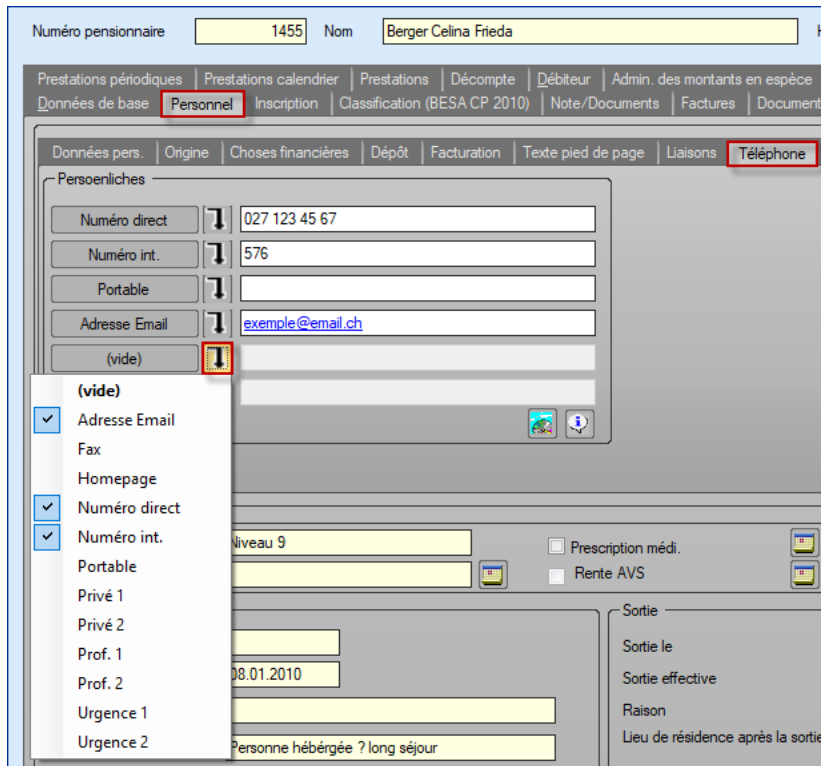 Numéro pensionnaire 1455 Nom Berger Celina Frieda
Prestations périodiques Prestations calendrier Prestations Décompte Débiteur Admin. des montants en espèce
Données de base Personnel Inscription Classification (BESA CP 2010) Note/Documents Factures Document
Données pers. Origine Choses financières Dépôt Facturation Texte pied de page Liaisons Téléphone
Persoenliches
Numéro direct 027 123 45 67
Numéro int. 576
Portable
Adresse Email exemple@email.ch
(vide)
(vide)
Adresse Email
Fax
Homepage
Numéro direct
Numéro int.
Portable
Privé 1
Privé 2
Prof. 1
Prof. 2
Urgence 1
Urgence 2
Niveau 9 Prescription médi.
Rente AVS
Sortie
Sortie le
08.01.2010 Sortie effective
Raison
Personne hébérgée ? long séjour Lieu de résidence après la sortie